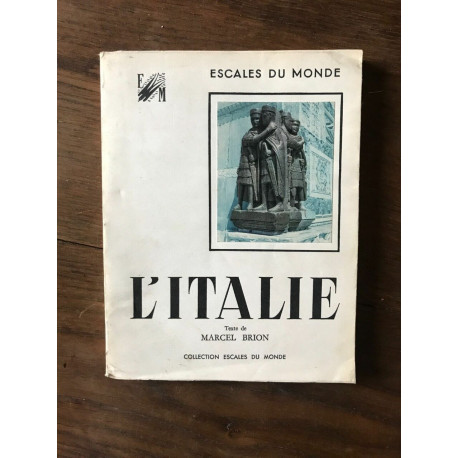 E M
ESCALES DU MONDE
L'ITALIE
Texte de
MARCEL BRION
COLLECTION ESCALES DU MONDE